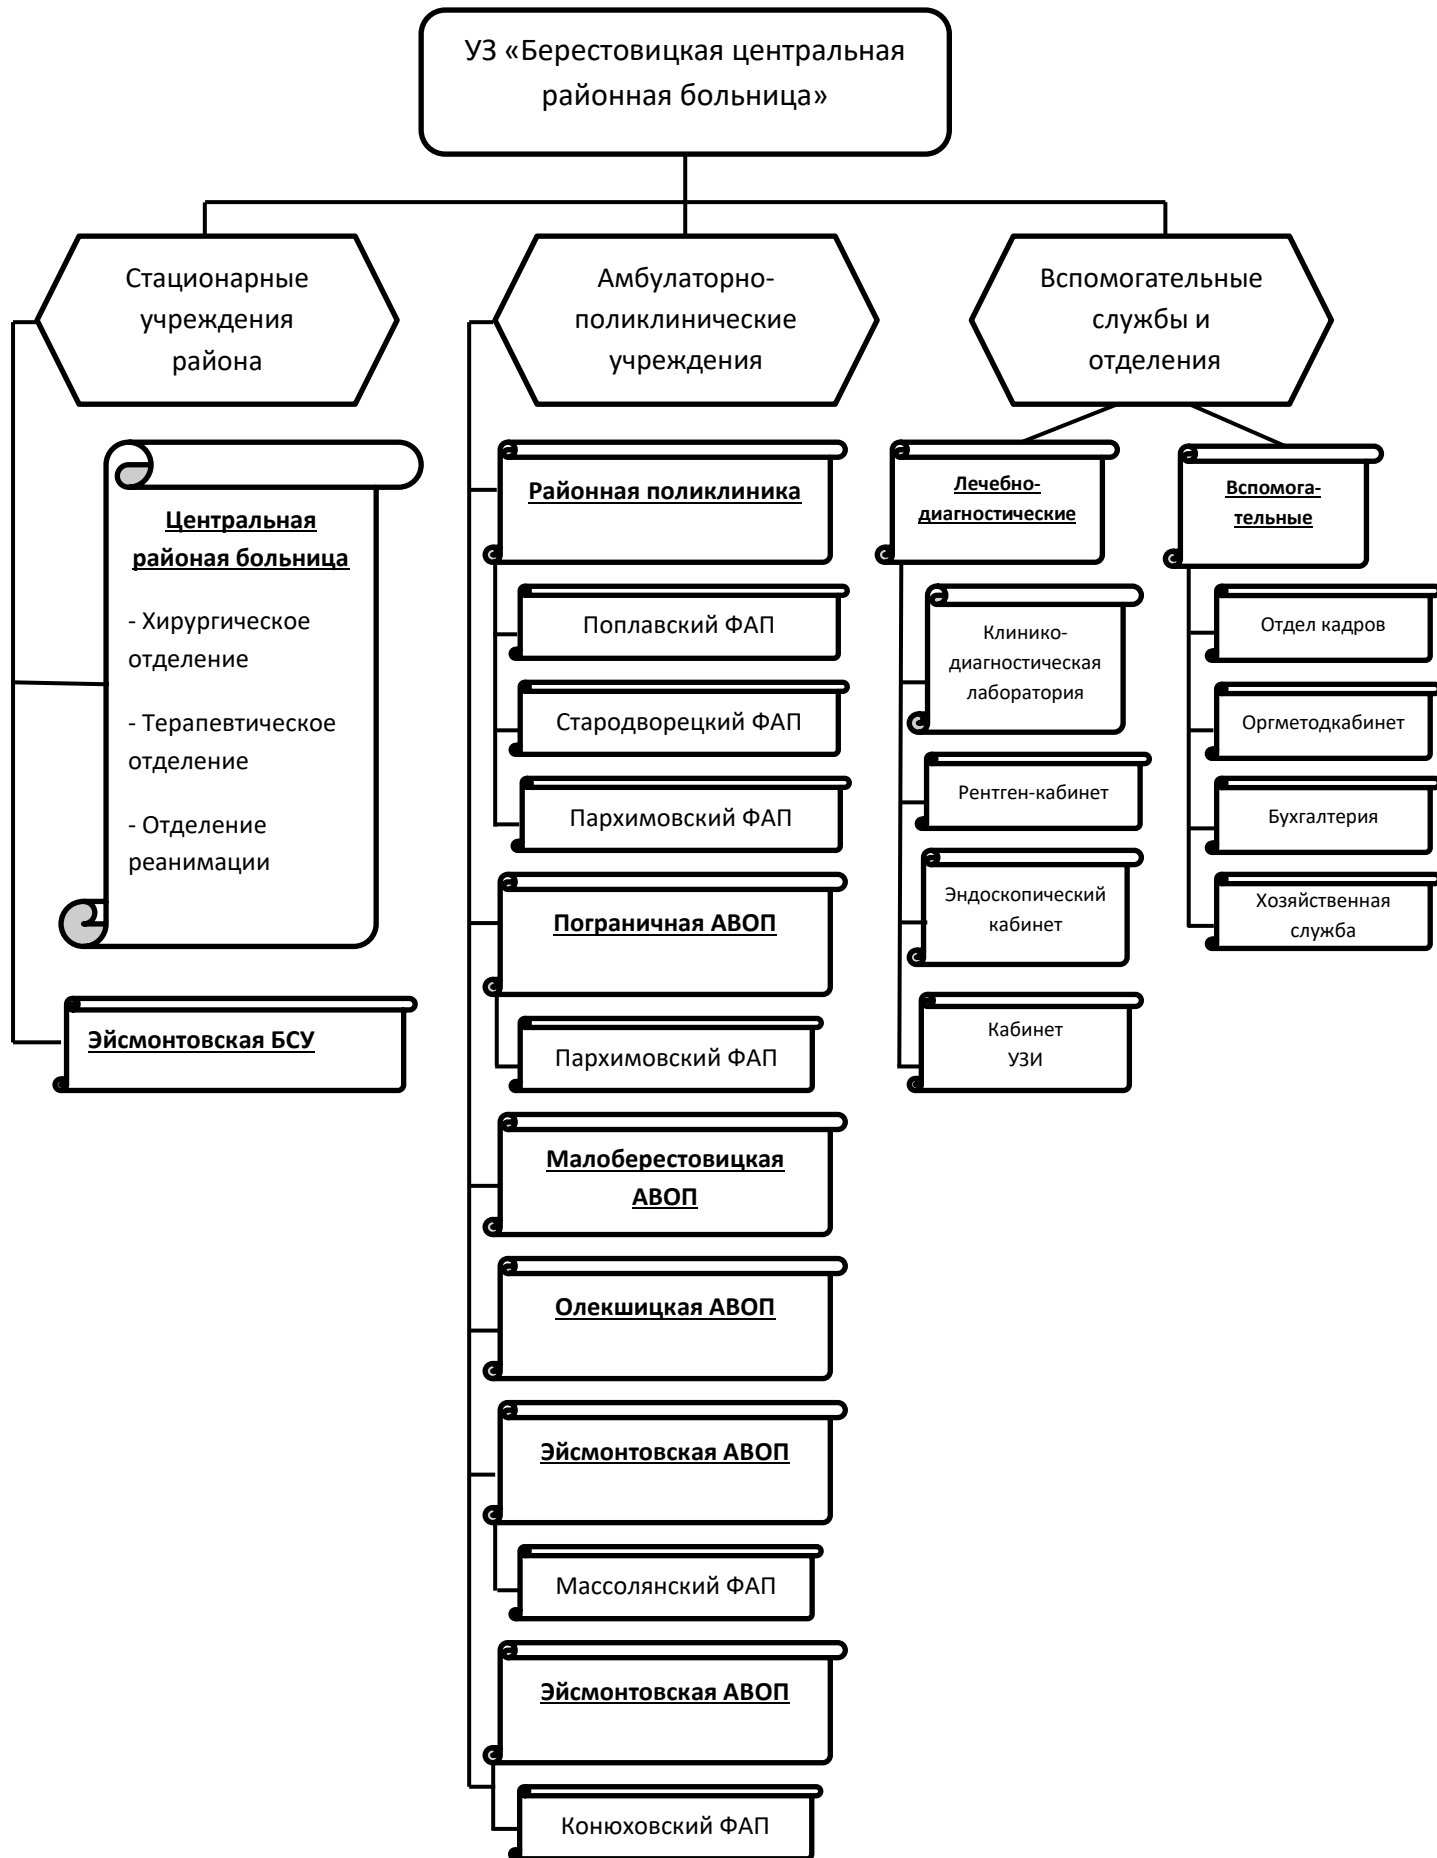 УЗ «Берестовицкая центральная
районная больница»
Стационарные
учреждения
района
Амбулаторно-
поликлинические
учреждения
Вспомогательные
службы и
отделения
Центральная
районая больница
- Хирургическое
отделение
- Терапевтическое
отделение
- Отделение
реанимации
Эйсмонтовская БСУ
Районная поликлиника
Поплавский ФАП
Стародворецкий ФАП
Пархимовский ФАП
Пограничная АВОП
Пархимовский ФАП
Малоберестовицкая
АВОП
Олекшицкая АВОП
Эйсмонтовская АВОП
Массолянский ФАП
Эйсмонтовская АВОП
Конюховский ФАП
Лечебно-
диагностические
Клинико-
диагностическая
лаборатория
Рентген-кабинет
Эндоскопический
кабинет
Кабинет
УЗИ
Вспомога-
тельные
Отдел кадров
Оргметодкабинет
Бухгалтерия
Хозяйственная
служба